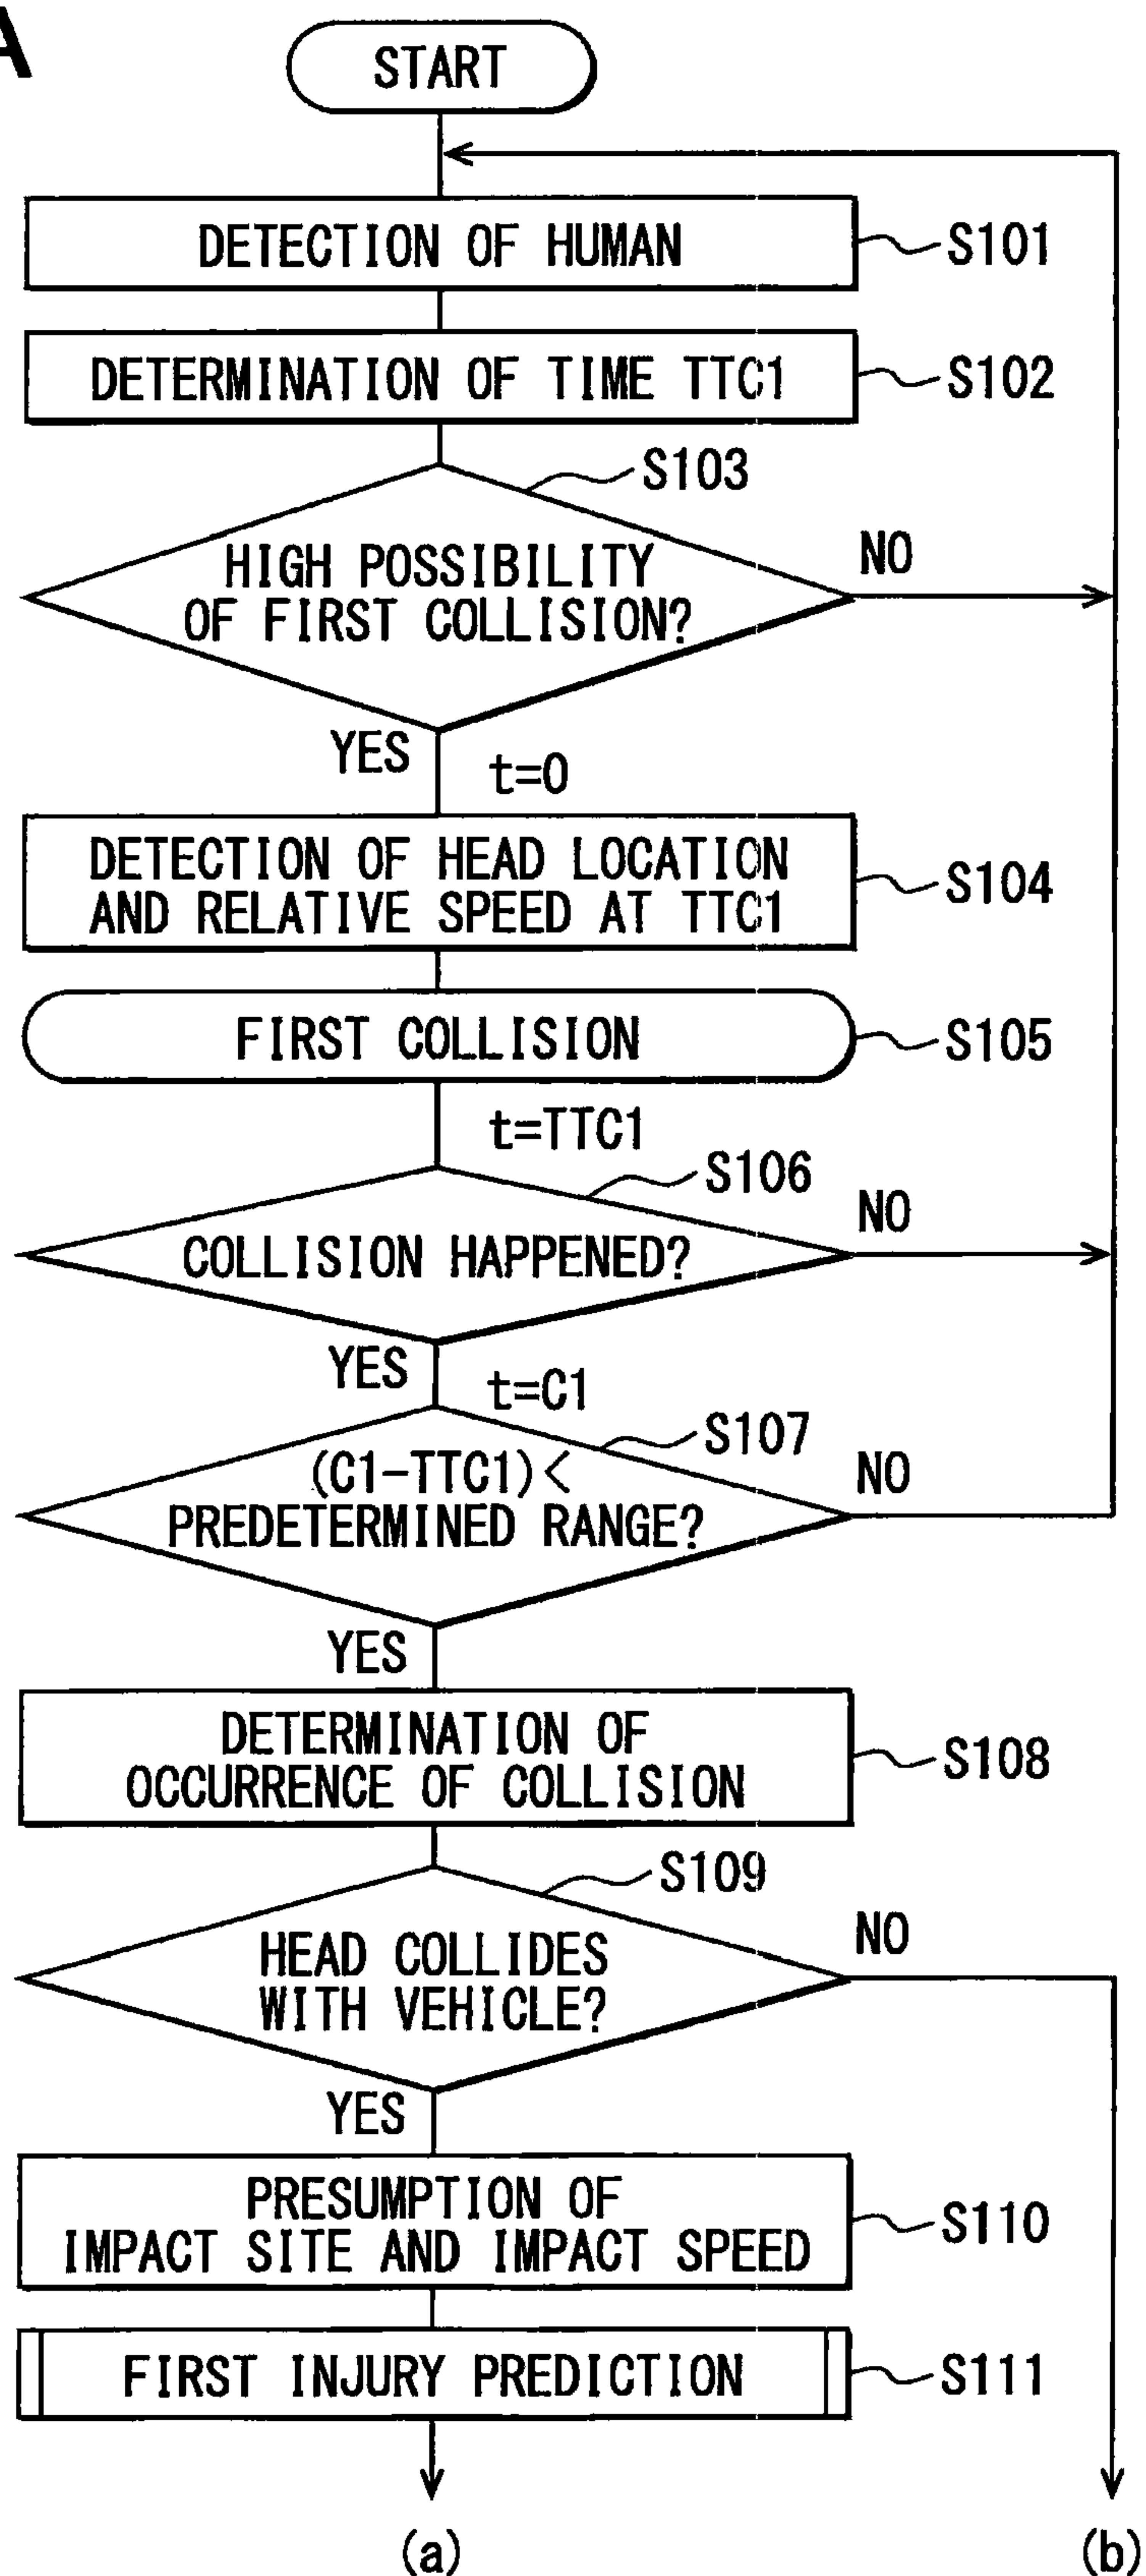 A
START
DETECTION OF HUMAN
S101
DETERMINATION OF TIME TTC1
S102
S103
HIGH POSSIBILITY
OF FIRST COLLISION?
NO
YES
t=0
DETECTION OF HEAD LOCATION
AND RELATIVE SPEED AT TTC1
S104
FIRST COLLISION
S105
t=TTC1
S106
COLLISION HAPPENED?
NO
YES
t=C1
S107
(C1-TTC1)<
PREDETERMINED RANGE?
NO
YES
DETERMINATION OF
OCCURRENCE OF COLLISION
S108
S109
HEAD COLLIDES
WITH VEHICLE?
NO
YES
PRESUMPTION OF
IMPACT SITE AND IMPACT SPEED
S110
FIRST INJURY PREDICTION
S111
(a)
(b)